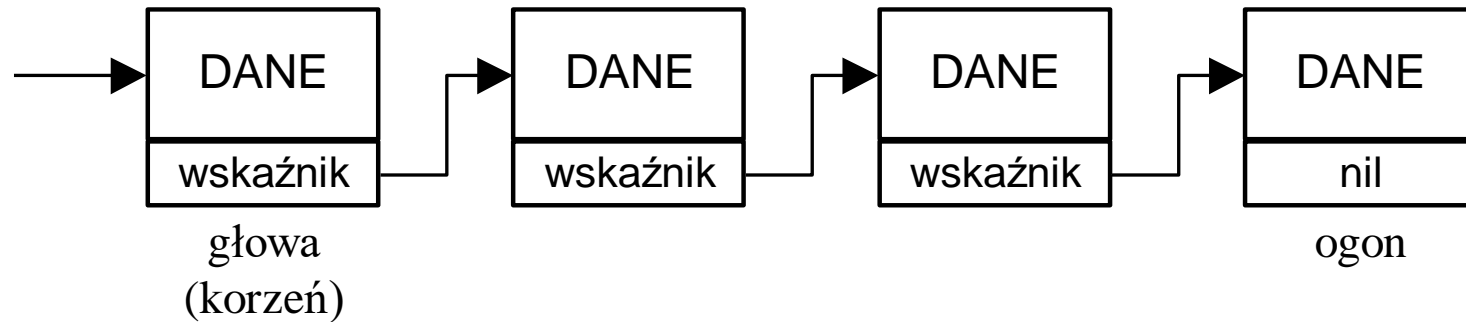 DANE
wskaźnik
głowa
(korzeń)
DANE
wskaźnik
DANE
wskaźnik
DANE
nil
ogon